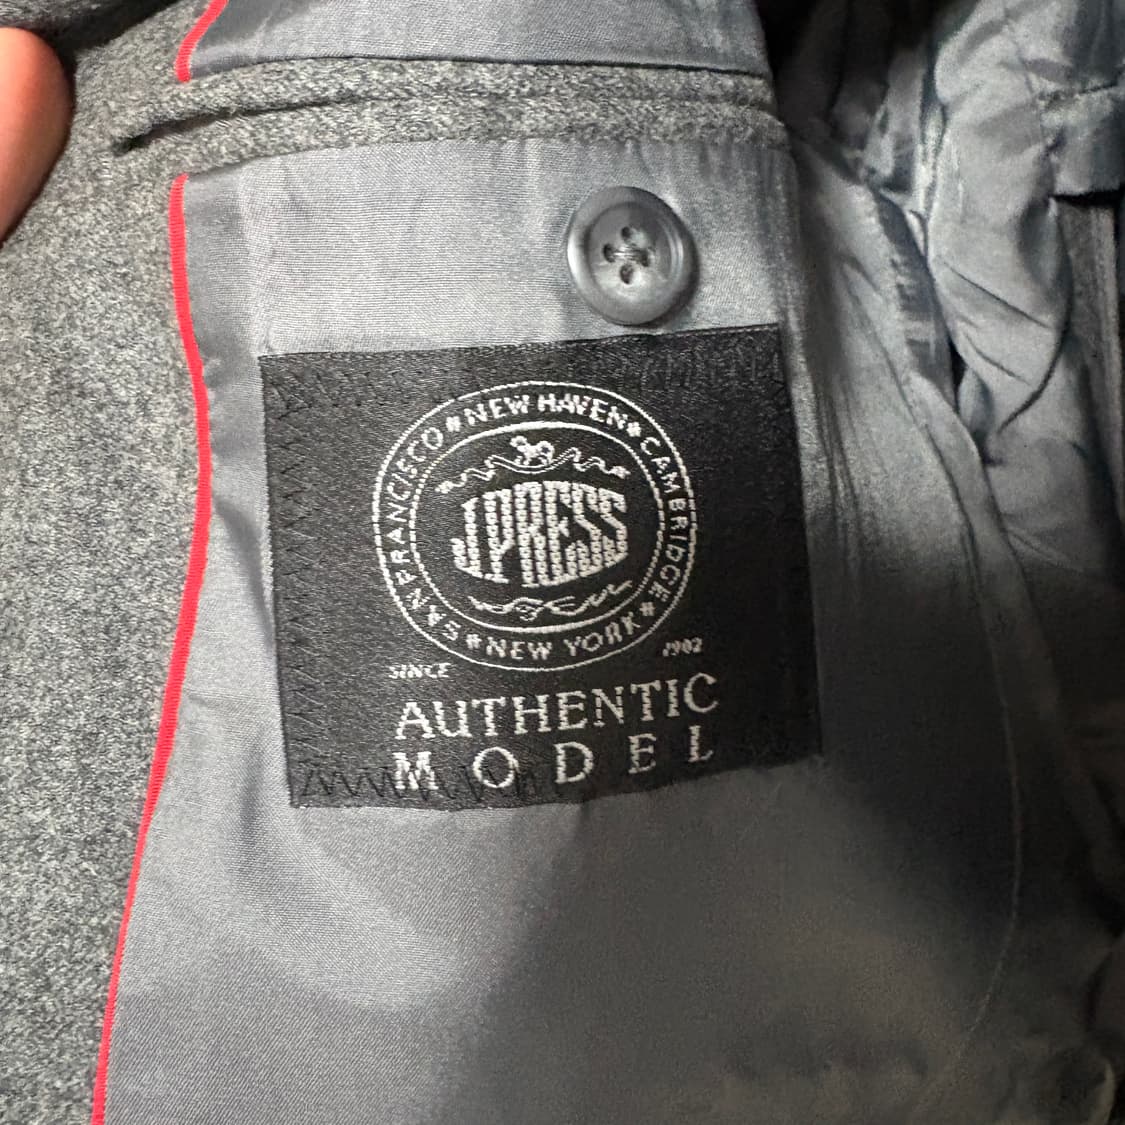 SAN FRANCISCO * NEW HAVEN * CAMBRIDGE * NEW YORK *
J.PRESS
SINCE 1902
AUTHENTIC
MODEL